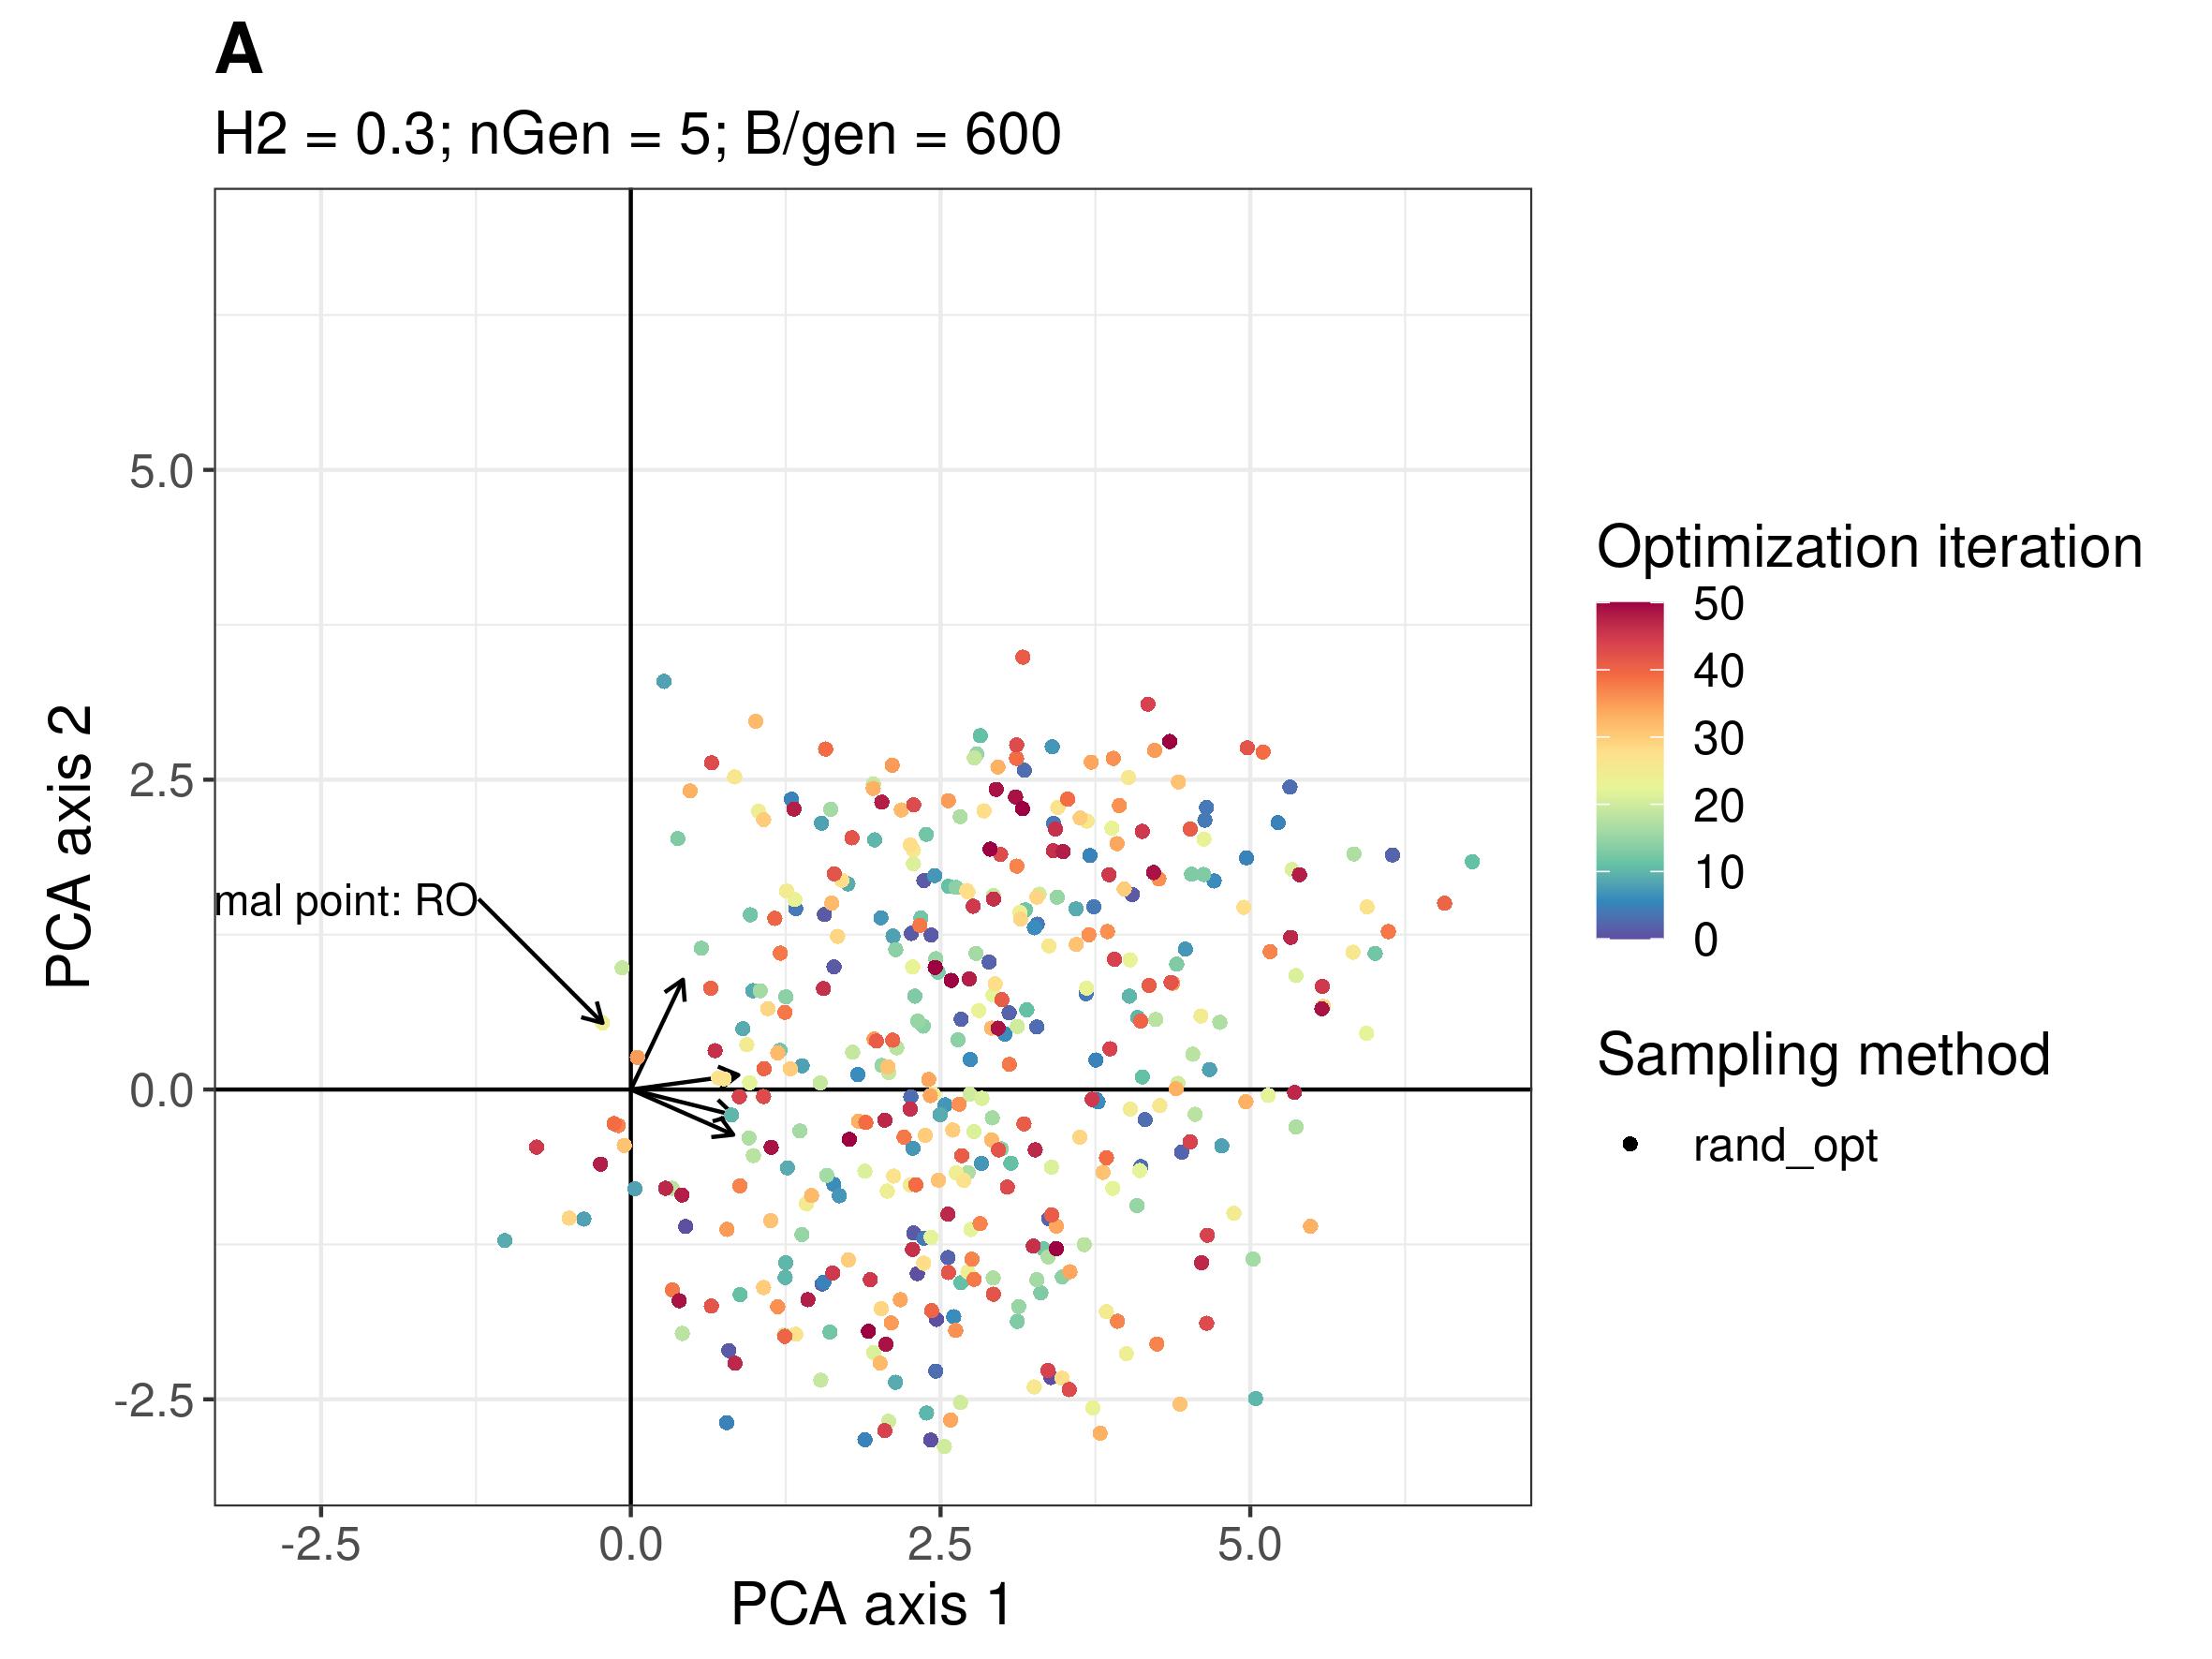 A
H2 = 0.3; nGen = 5; B/gen = 600
PCA axis 2
5.0
2.5
0.0
-2.5
mal point: RO
-2.5
0.0
2.5
5.0
PCA axis 1
Optimization iteration
50
40
30
20
10
0
Sampling method
rand_opt